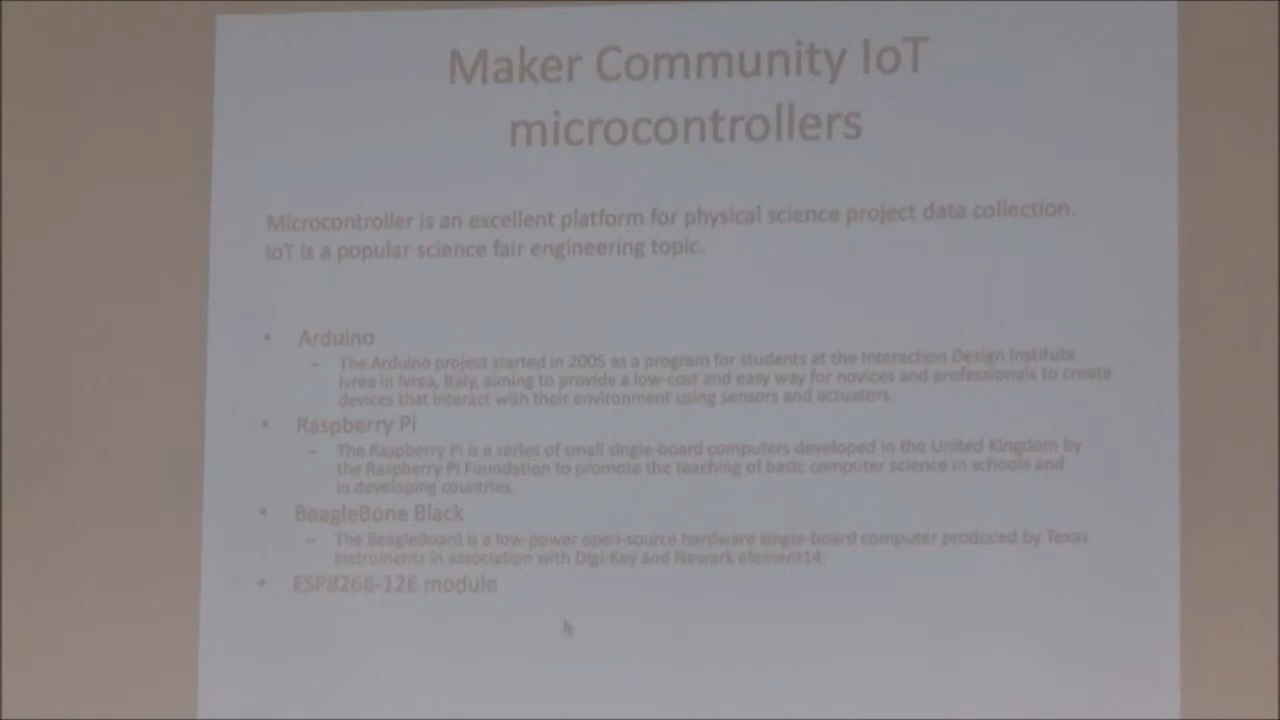 Maker Community IoT
microcontrollers
Microcontroller is an excellent platform for physical science project data collection.
IoT is a popular science fair engineering topic.
• Arduino
– The Arduino project started in 2005 as a program for students at the Interaction Design Institute
Ivrea in Ivrea, Italy, aiming to provide a low-cost and easy way for novices and professionals to create
devices that interact with their environment using sensors and actuators.
• Raspberry Pi
– The Raspberry Pi is a series of small single-board computers developed in the United Kingdom by
the Raspberry Pi Foundation to promote the teaching of basic computer science in schools and
in developing countries.
• BeagleBone Black
– The BeagleBoard is a low-power open-source hardware single-board computer produced by Texas
Instruments in association with Digi-Key and Newark element14.
• ESP8266-12E module